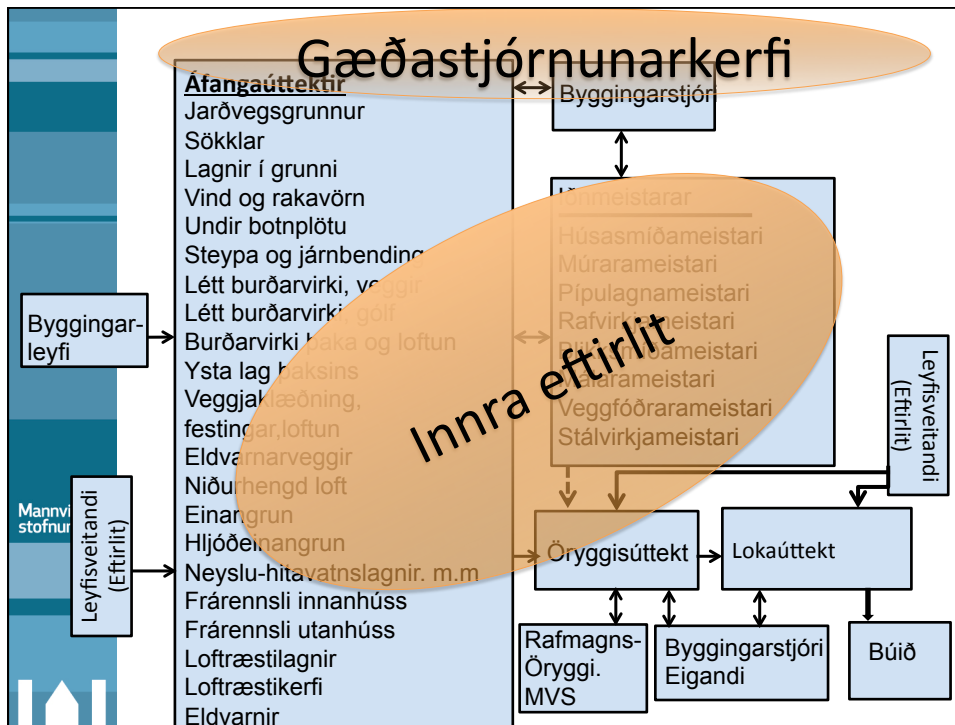 Gæðastjórnunarkerfi
Áfangaúttektir
Jarðvegsgrunnur
Sökklar
Lagnir í grunni
Vind og rakavörn
Undir botnplötu
Steypa og járnbending
Létt burðarvirki, veggir
Létt burðarvirki, gólf
Burðarvirki þaka og loftun
Ysta lag þaksins
Veggjaklæðning,
festingar,loftun
Eldvarnarveggir
Niðurhengd loft
Einangrun
Hljóðeinangrun
Neyslu-hitavatnslagnir. m.m
Frárennsli innanhúss
Frárennsli utanhúss
Loftræstilagnir
Loftræstikerfi
Eldvarnir
Byggingar-
leyfi
Leyfisveitandi
(Eftirlit)
Mannvi
stofnun
Byggingarstjóri
Iðnmeistarar
Húsasmíðameistari
Múrarameistari
Pípulagnameistari
Rafvirkjameistari
Blikksmíðameistari
Málarameistari
Veggfóðrarameistari
Stálvirkjameistari
Innra eftirlit
Leyfisveitandi
(Eftirlit)
Öryggisúttekt
Lokaúttekt
Rafmagns-
Öryggi.
MVS
Byggingarstjóri
Eigandi
Búið